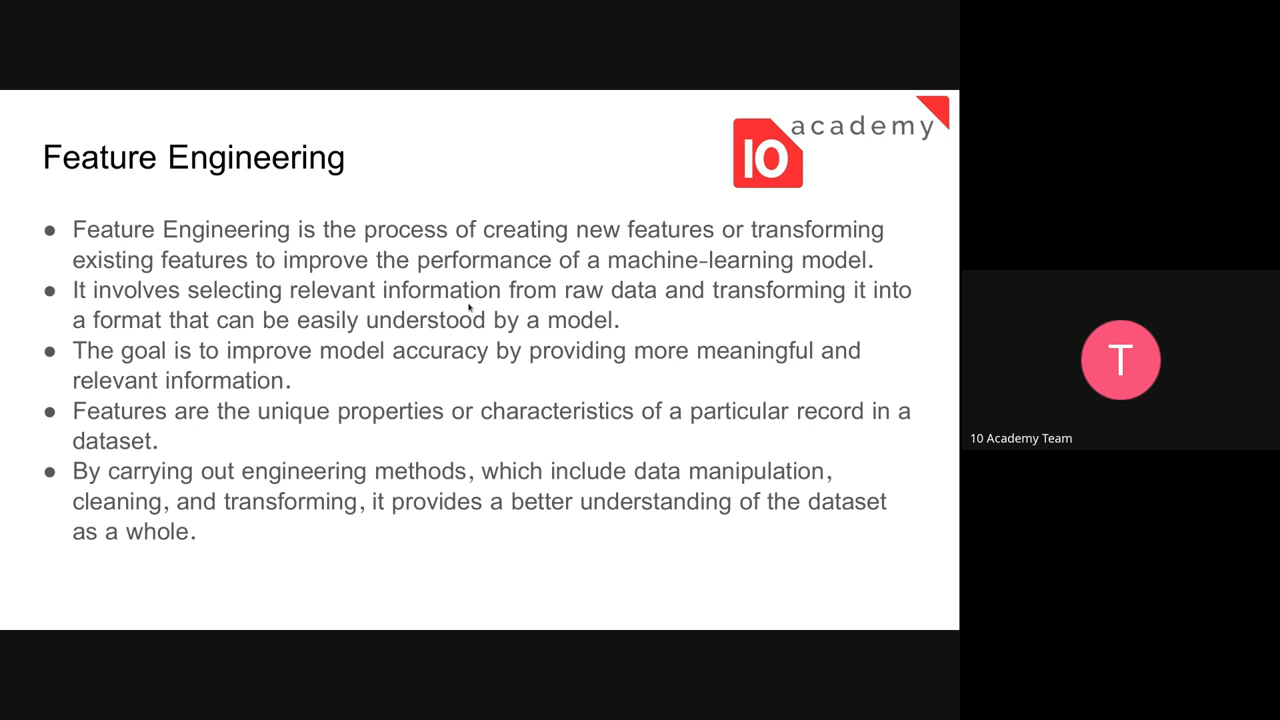 10 academy
Feature Engineering
● Feature Engineering is the process of creating new features or transforming
existing features to improve the performance of a machine-learning model.
● It involves selecting relevant information from raw data and transforming it into
a format that can be easily understood by a model.
● The goal is to improve model accuracy by providing more meaningful and
relevant information.
● Features are the unique properties or characteristics of a particular record in a
dataset.
● By carrying out engineering methods, which include data manipulation,
cleaning, and transforming, it provides a better understanding of the dataset
as a whole.
T
10 Academy Team